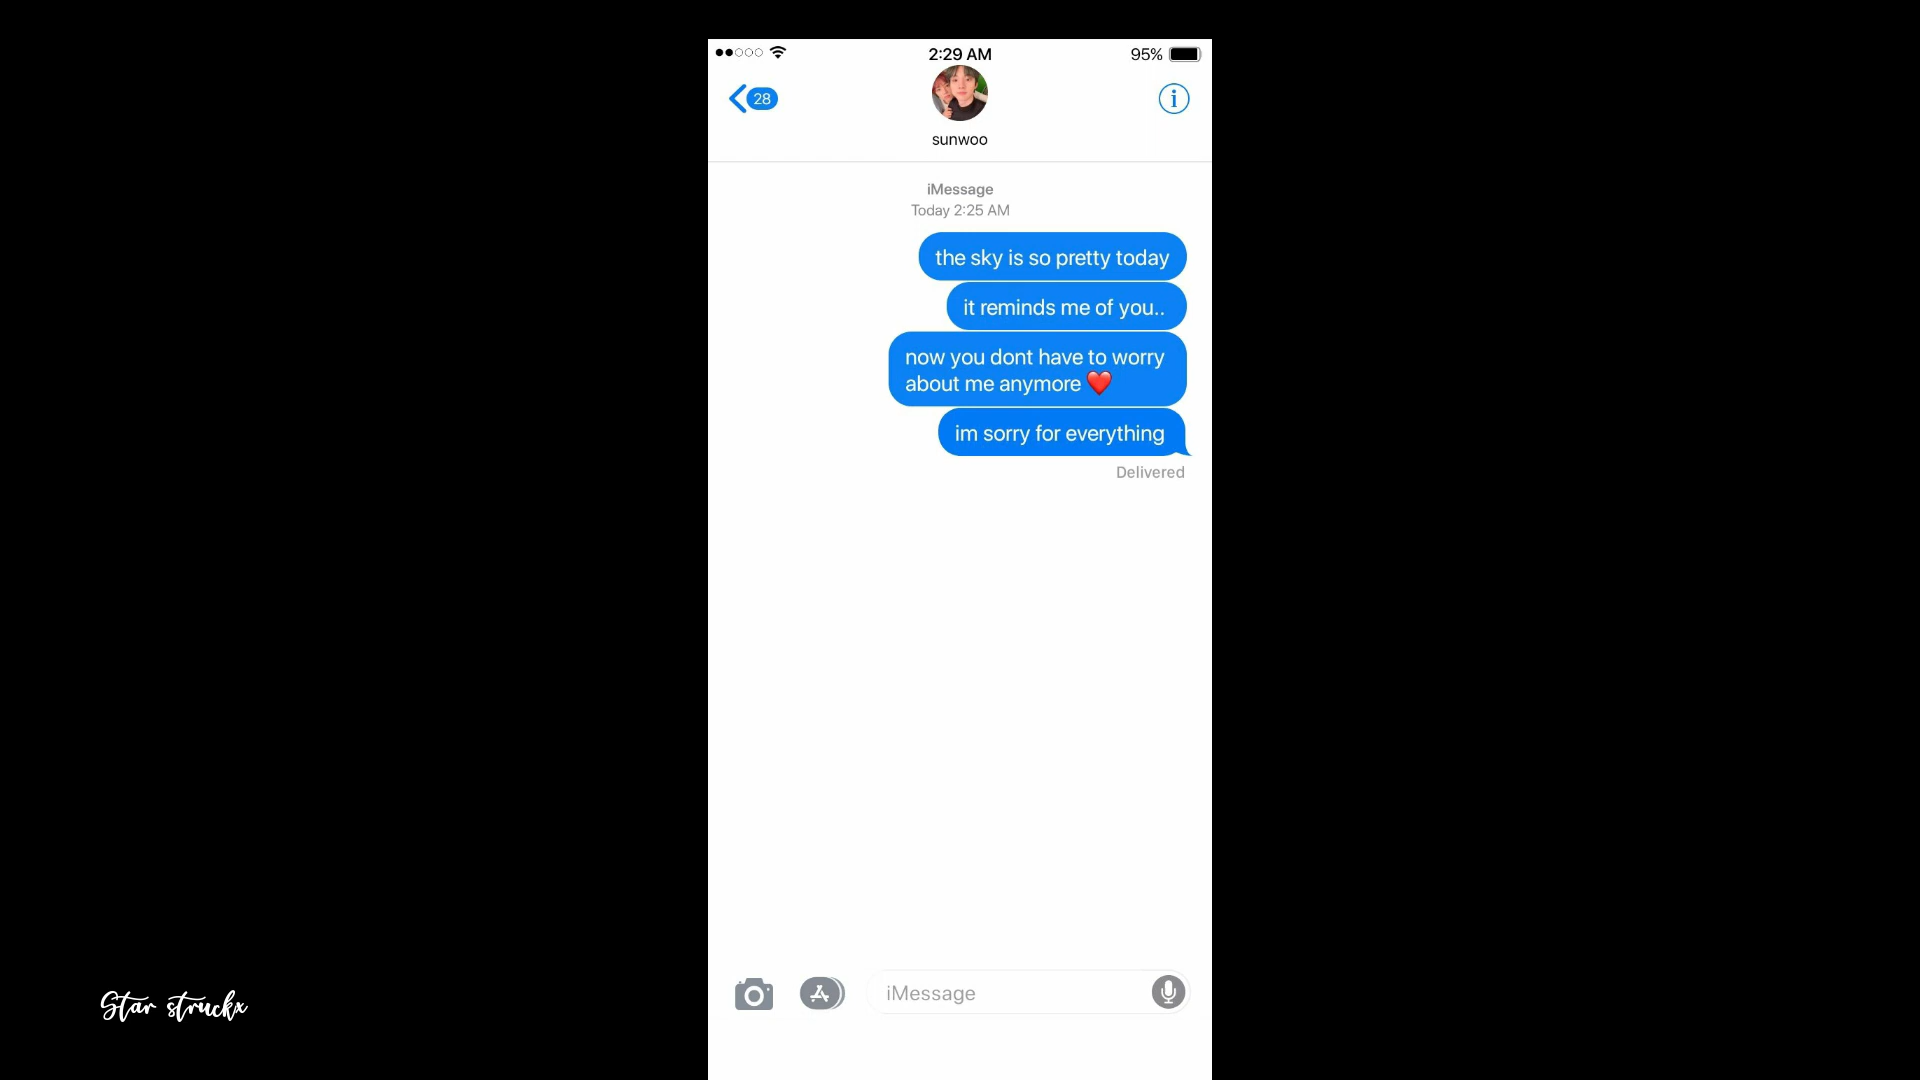 2:29 AM
95%
28
sunwoo
iMessage
Today 2:25 AM
the sky is so pretty today
it reminds me of you..
now you dont have to worry
about me anymore ❤️
im sorry for everything
Delivered
iMessage
Star struckx